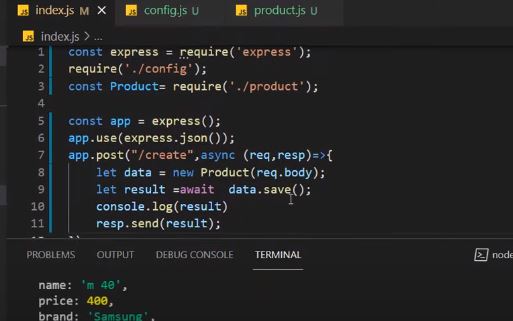 index.js M X config.js U product.js U
index.js > ...
1 const express = require('express');
2 require('./config');
3 const Product= require('./product');
4
5 const app = express();
6 app.use(express.json());
7 app.post("/create",async (req,resp)=>{
8 let data = new Product(req.body);
9 let result =await  data.save();
10 console.log(result)
11 resp.send(result);
PROBLEMS OUTPUT DEBUG CONSOLE TERMINAL node
name: 'm 40',
price: 400,
brand: 'Samsung',